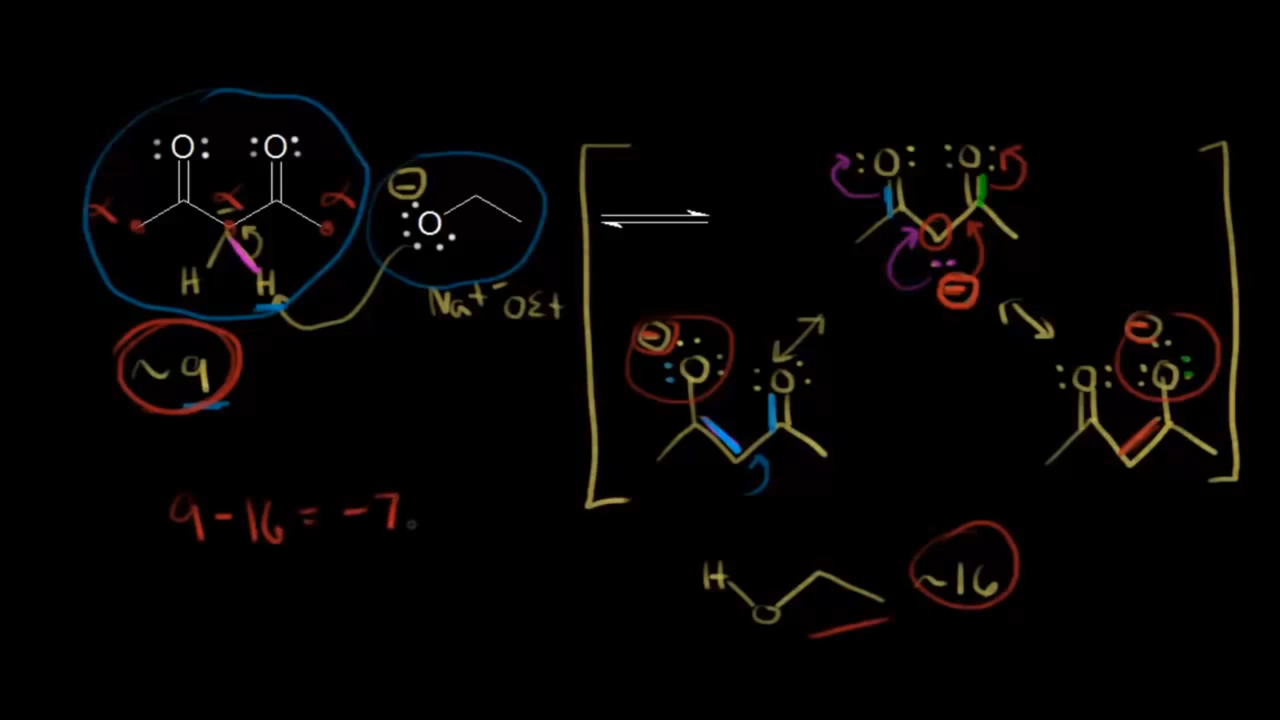 :O: :O:
α α α
H H
⊖
:O:
Na⁺ ⁻OEt
~9
9 - 16 = -7
:O: :O:
⊖
⊖
:O: :O:
⊖
:O: :O:
H
O
~16